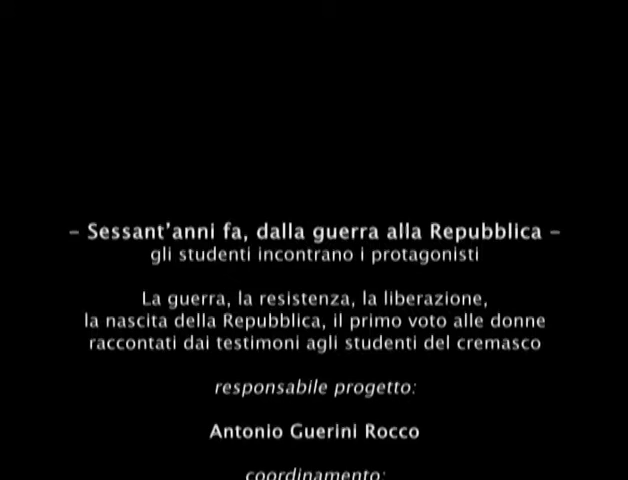 – Sessant'anni fa, dalla guerra alla Repubblica –
gli studenti incontrano i protagonisti
La guerra, la resistenza, la liberazione,
la nascita della Repubblica, il primo voto alle donne
raccontati dai testimoni agli studenti del cremasco
responsabile progetto:
Antonio Guerini Rocco
coordinamento: